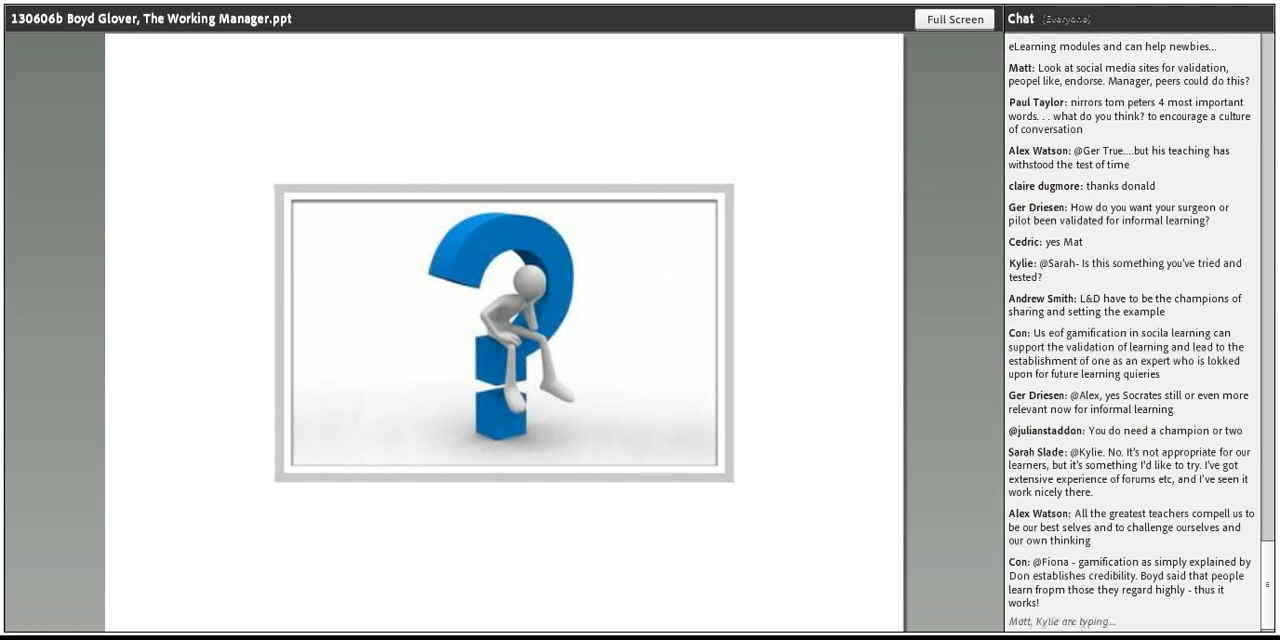 130606b Boyd Glover, The Working Manager.ppt
Full Screen
Chat (Everyone)
eLearning modules and can help newbies...
Matt: Look at social media sites for validation,
peopel like, endorse. Manager, peers could do this?
Paul Taylor: nirrors tom peters 4 most important
words. . . what do you think? to encourage a culture
of conversation
Alex Watson: @Ger True....but his teaching has
withstood the test of time
claire dugmore: thanks donald
Ger Driesen: How do you want your surgeon or
pilot been validated for informal learning?
Cedric: yes Mat
Kylie: @Sarah- Is this something you've tried and
tested?
Andrew Smith: L&D have to be the champions of
sharing and setting the example
Con: Us eof gamification in socila learning can
support the validation of learning and lead to the
establishment of one as an expert who is lokked
upon for future learning quieries
Ger Driesen: @Alex, yes Socrates still or even more
relevant now for informal learning
@julianstaddon: You do need a champion or two
Sarah Slade: @Kylie. No. It's not appropriate for our
learners, but it's something I'd like to try. I've got
extensive experience of forums etc, and I've seen it
work nicely there.
Alex Watson: All the greatest teachers compell us to
be our best selves and to challenge ourselves and
our own thinking
Con: @Fiona - gamification as simply explained by
Don establishes credibility. Boyd said that people
learn fropm those they regard highly - thus it
works!
Matt, Kylie are typing...